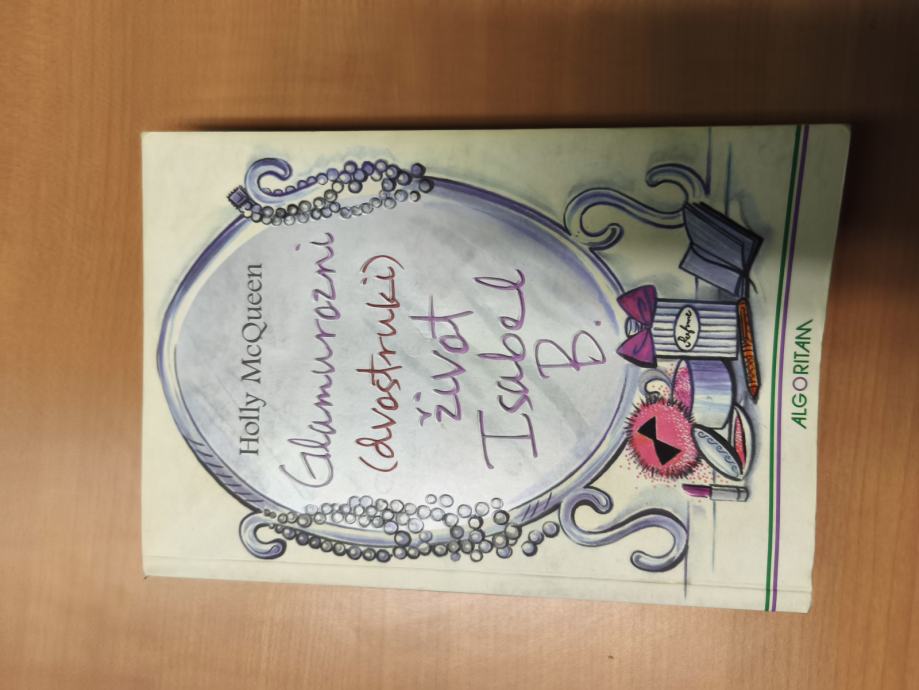 Holly McQueen
Glamurozni
(dvostruki)
život
Isabel
B.
Parfume
ALGORITAM